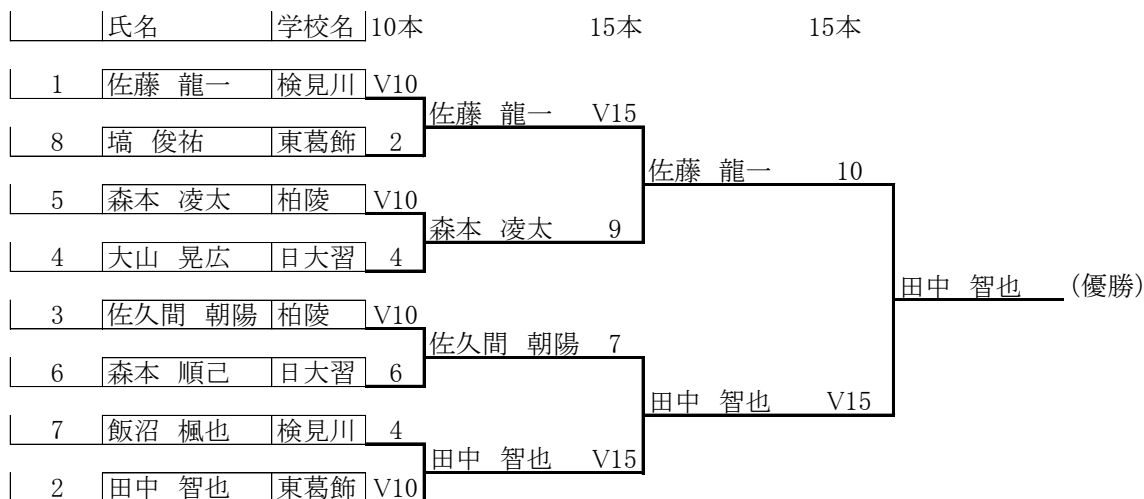 氏名 学校名 10本 15本 15本
1 佐藤 龍一 検見川 V10
佐藤 龍一 V15
8 塙 俊祐 東葛飾 2
佐藤 龍一 10
5 森本 凌太 柏陵 V10
森本 凌太 9
4 大山 晃広 日大習 4
田中 智也 (優勝)
3 佐久間 朝陽 柏陵 V10
佐久間 朝陽 7
6 森本 順己 日大習 6
田中 智也 V15
7 飯沼 楓也 検見川 4
田中 智也 V15
2 田中 智也 東葛飾 V10